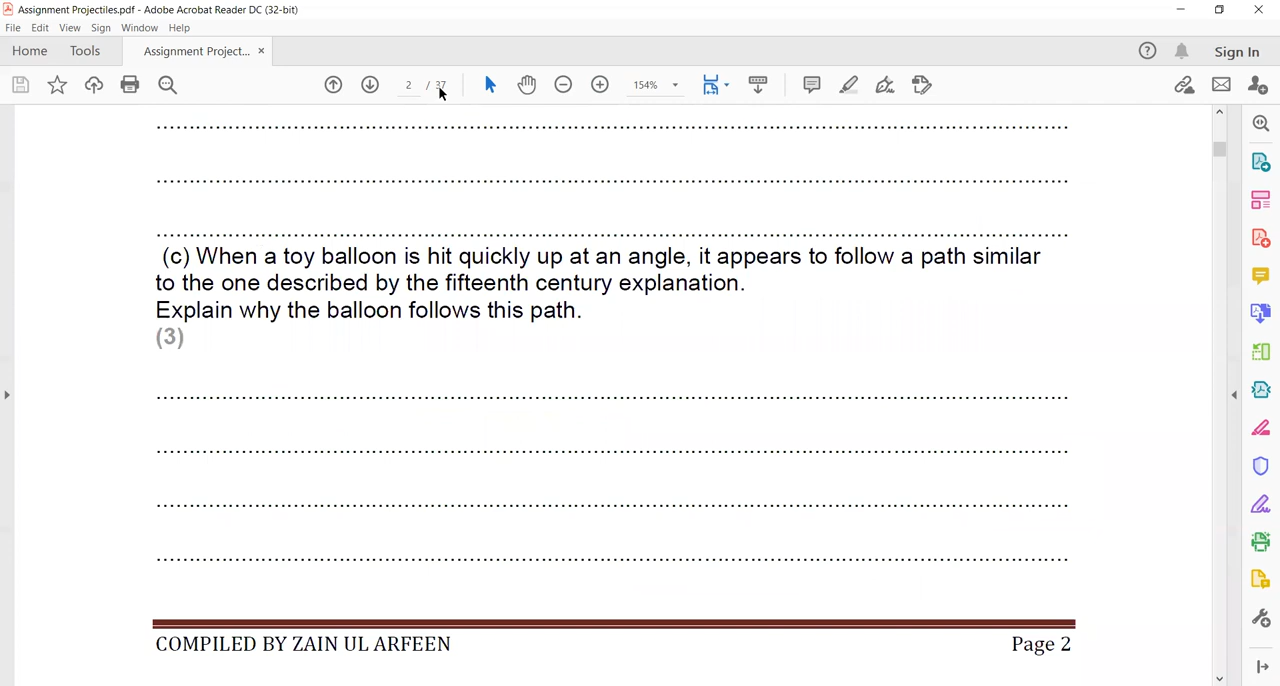 Assignment Projectiles.pdf - Adobe Acrobat Reader DC (32-bit)
File Edit View Sign Window Help
Home Tools Assignment Project... × Sign In
2 / 37 154%
(c) When a toy balloon is hit quickly up at an angle, it appears to follow a path similar
to the one described by the fifteenth century explanation.
Explain why the balloon follows this path.
(3)
COMPILED BY ZAIN UL ARFEEN Page 2